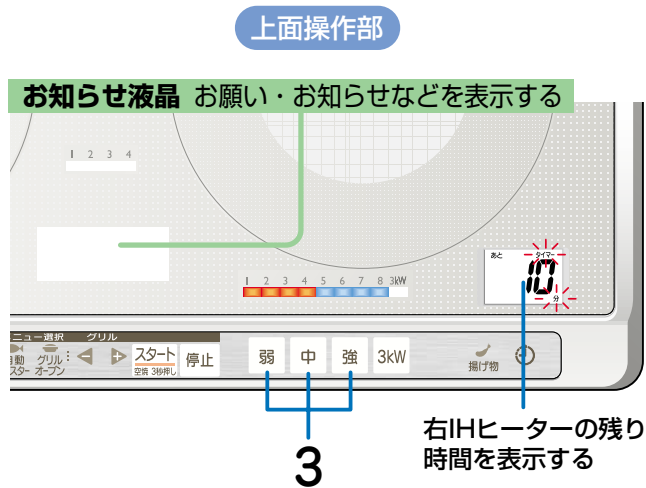 上面操作部
お知らせ液晶 お願い・お知らせなどを表示する
1 2 3 4
あと タイマー
10
分
1 2 3 4 5 6 7 8 3kW
ニュー選択 グリル
動 グリル
スター オーブン
スタート
空焼 3秒押し
停止
弱 中 強 3kW
揚げ物
右IHヒーターの残り
時間を表示する
3